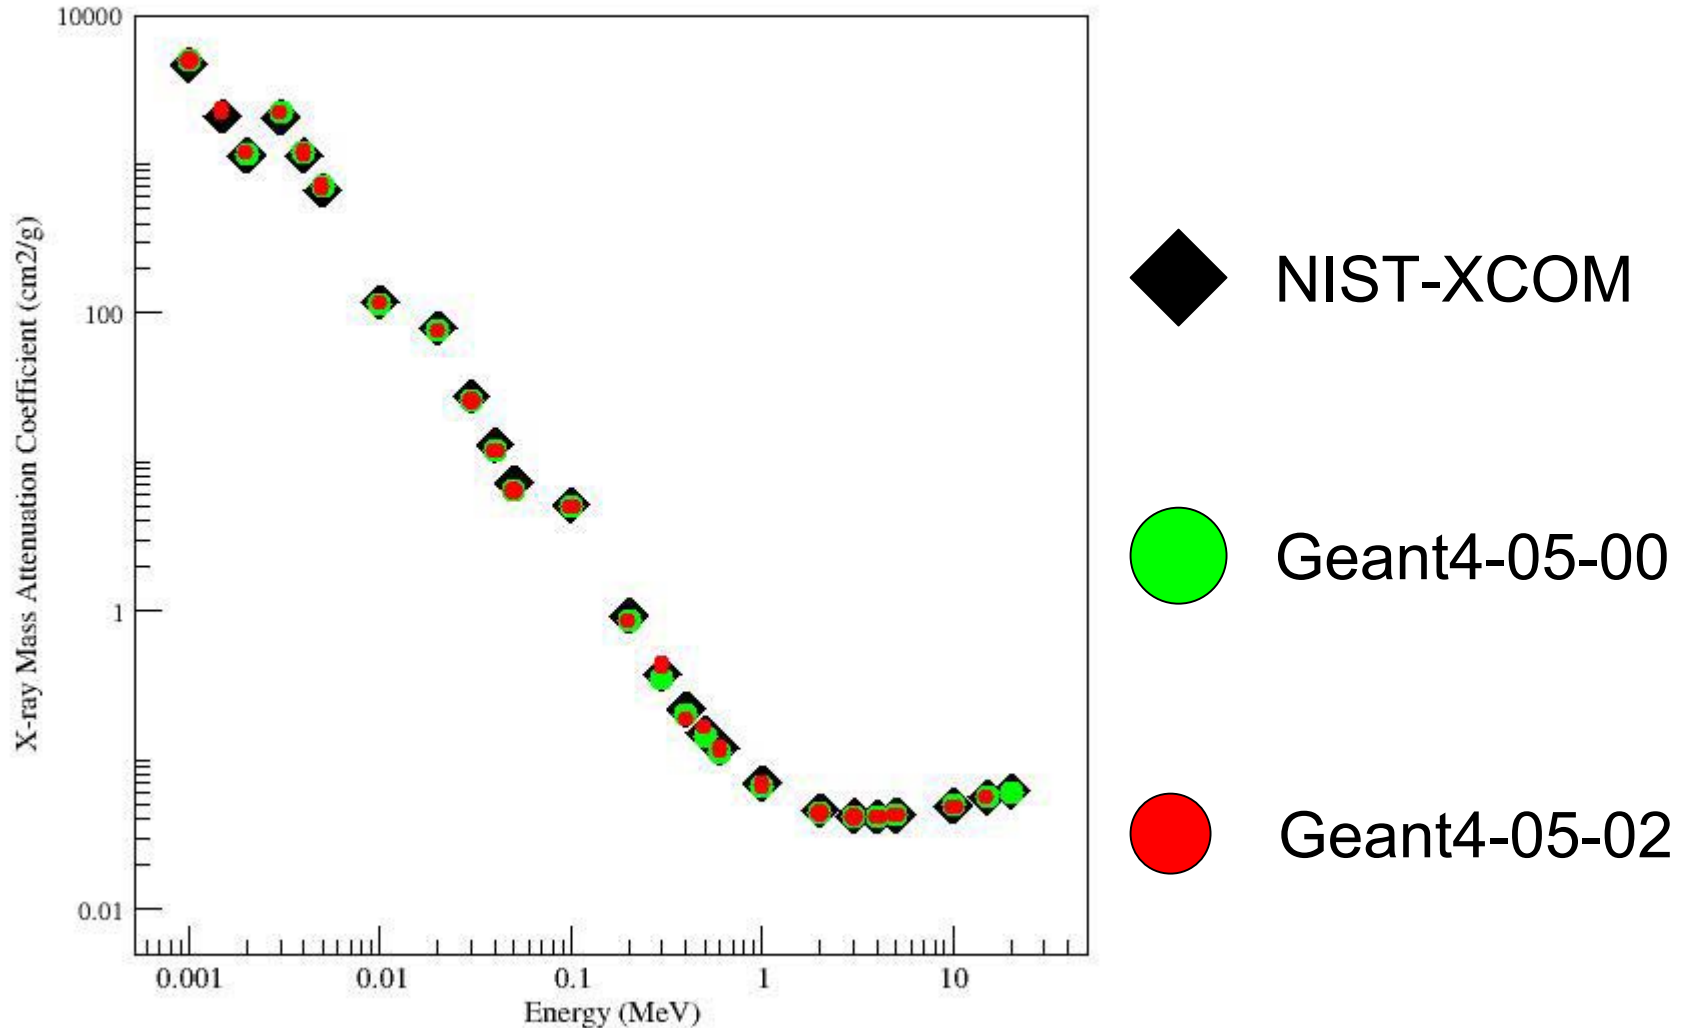 10000
100
1
0.01
X-ray Mass Attenuation Coefficient (cm2/g)
0.001 0.01 0.1 1 10
Energy (MeV)
NIST-XCOM
Geant4-05-00
Geant4-05-02